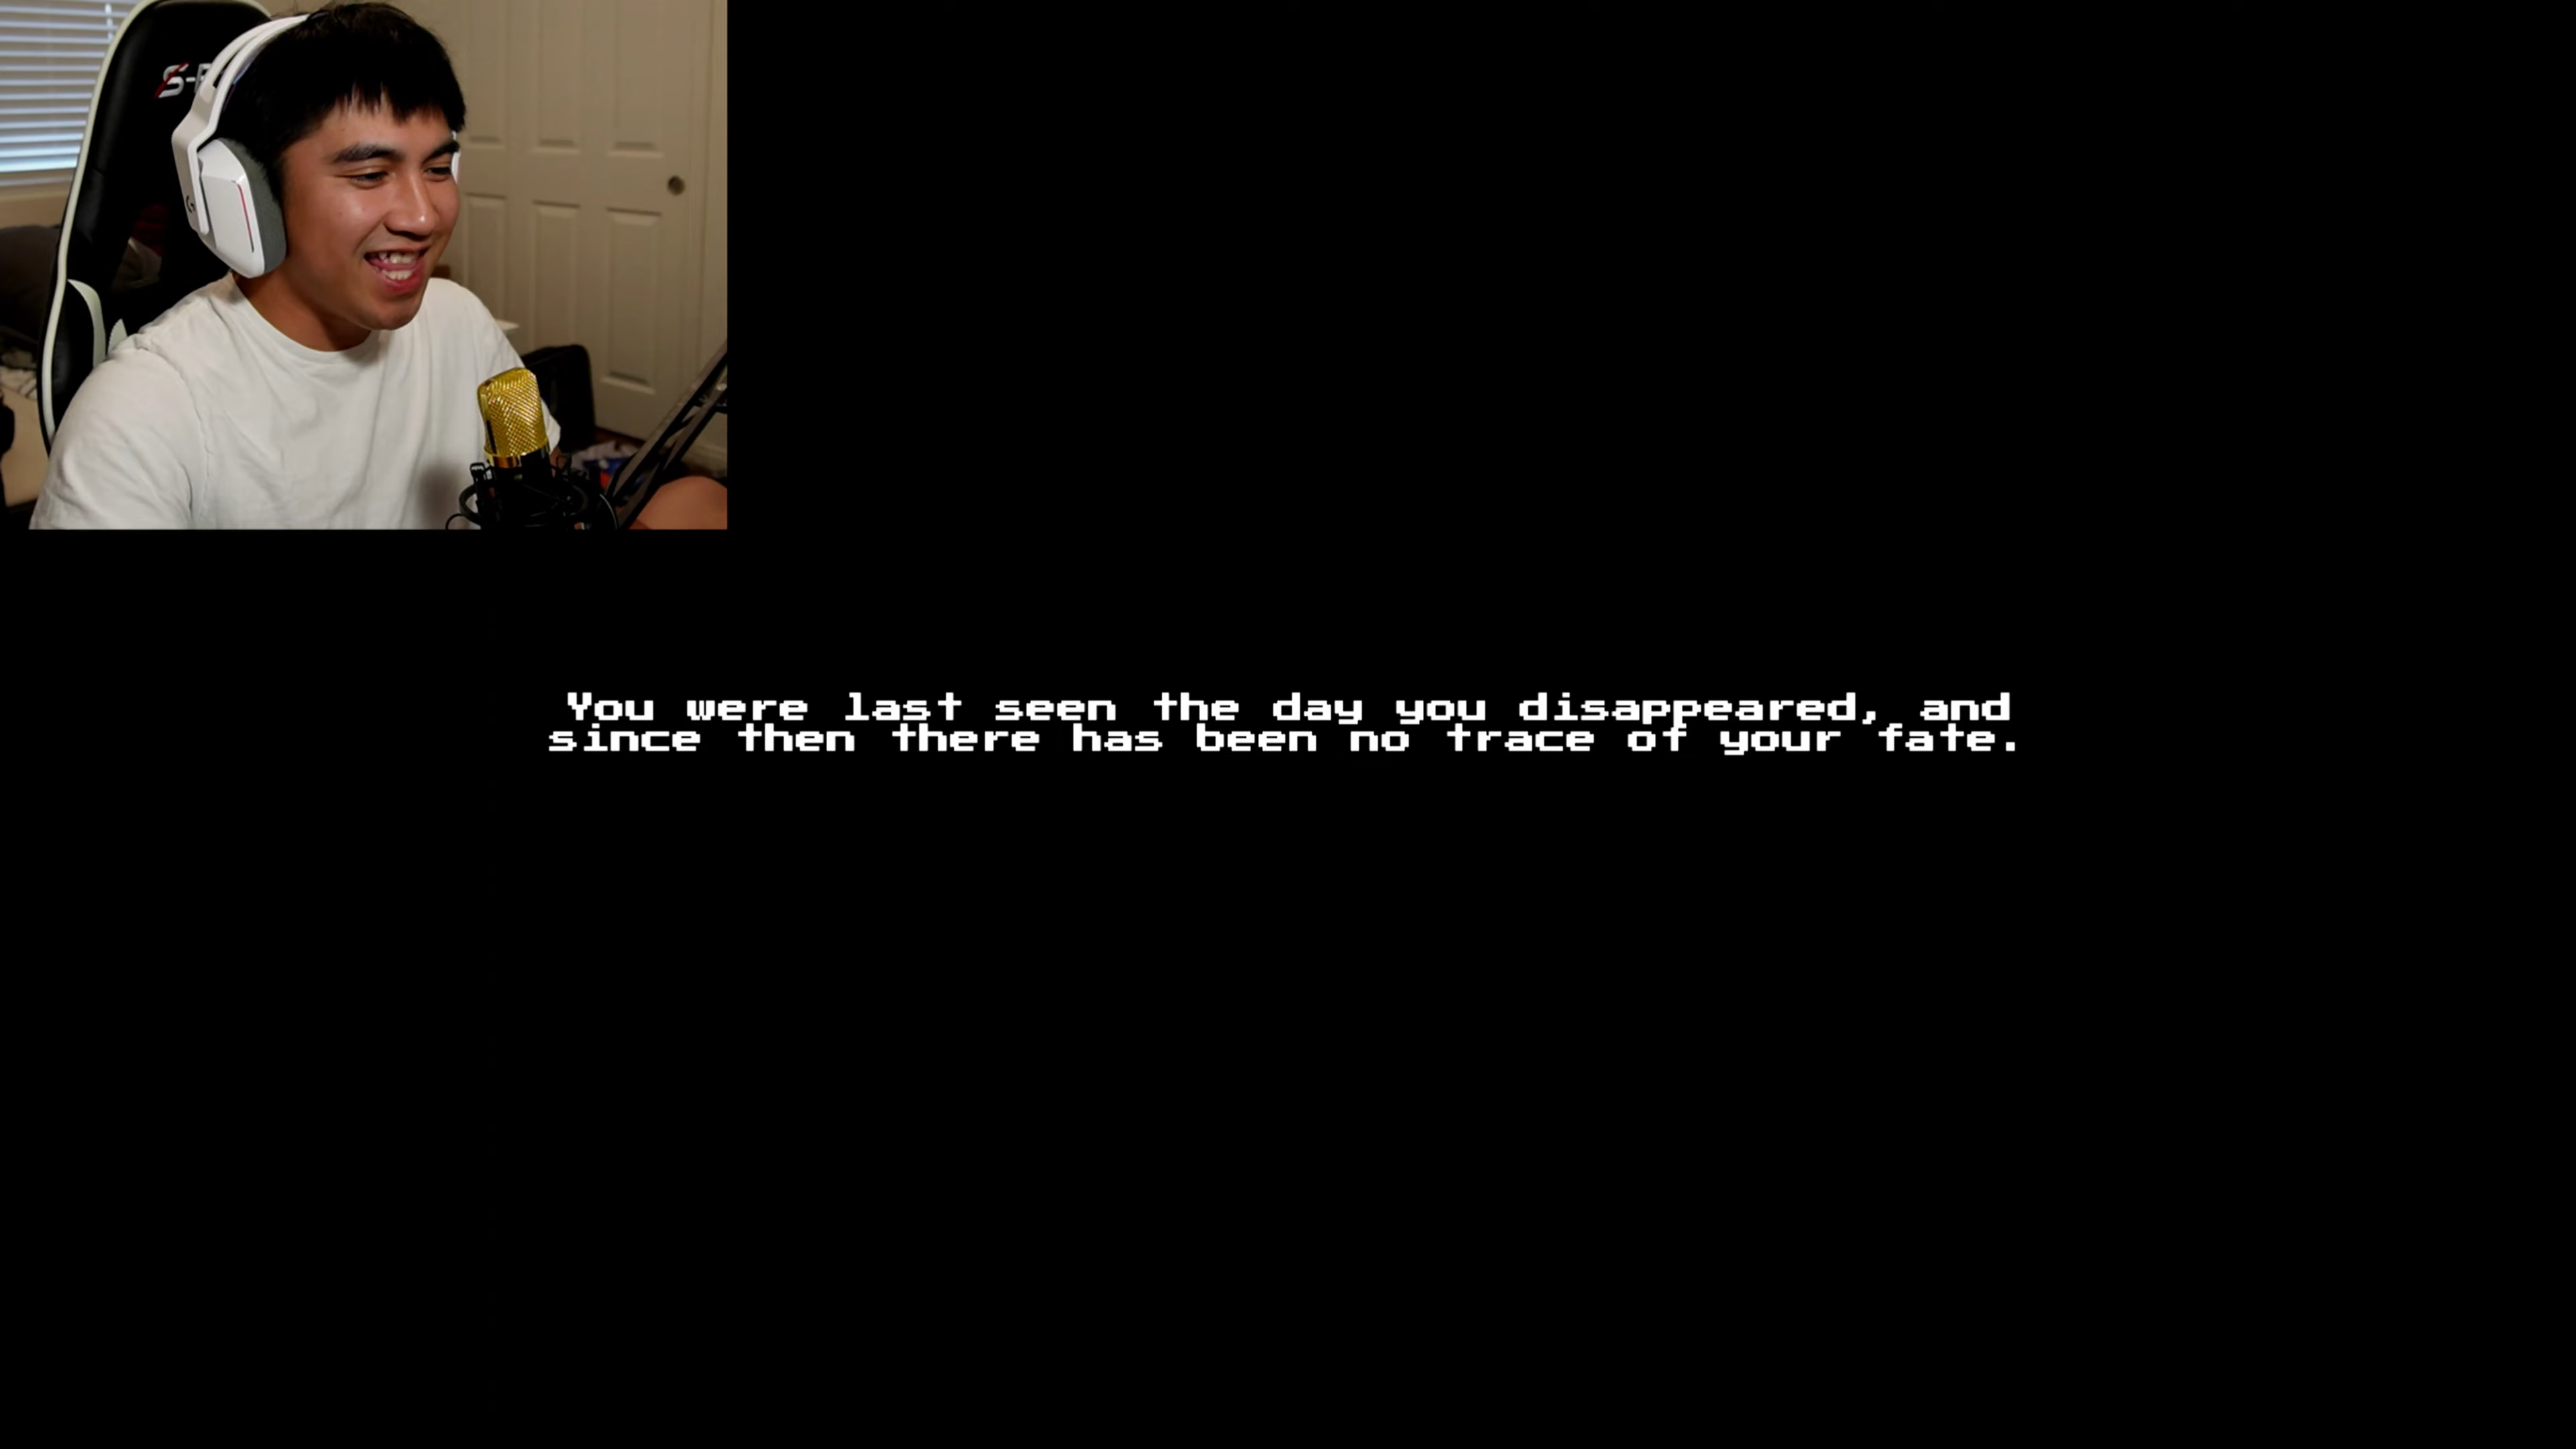 You were last seen the day you disappeared, and
since then there has been no trace of your fate.